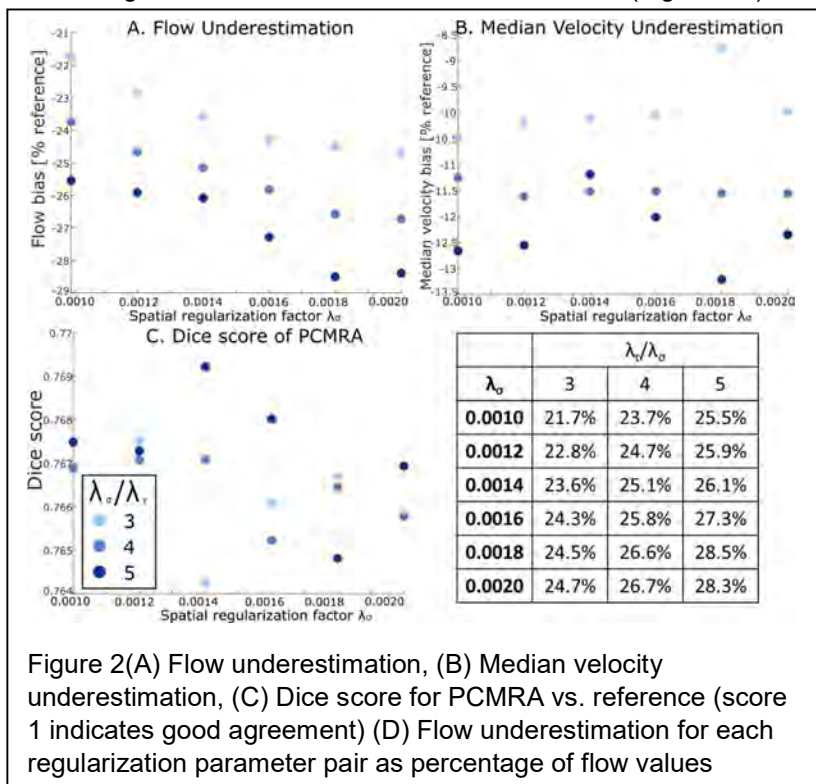 A. Flow Underestimation
-21
-22
-23
-24
-25
-26
-27
-28
-29
Flow bias [% reference]
0.0010 0.0012 0.0014 0.0016 0.0018 0.0020
Spatial regularization factor λσ
B. Median Velocity Underestimation
-8.5
-9
-9.5
-10
-10.5
-11
-11.5
-12
-12.5
-13
-13.5
Median velocity bias [% reference]
0.0010 0.0012 0.0014 0.0016 0.0018 0.0020
Spatial regularization factor λσ
C. Dice score of PCMRA
0.77
0.769
0.768
0.767
0.766
0.765
0.764
Dice score
λσ/λτ
3
4
5
0.0010 0.0012 0.0014 0.0016 0.0018 0.0020
Spatial regularization factor λσ
λτ/λσ
λσ 3 4 5
0.0010 21.7% 23.7% 25.5%
0.0012 22.8% 24.7% 25.9%
0.0014 23.6% 25.1% 26.1%
0.0016 24.3% 25.8% 27.3%
0.0018 24.5% 26.6% 28.5%
0.0020 24.7% 26.7% 28.3%
Figure 2(A) Flow underestimation, (B) Median velocity
underestimation, (C) Dice score for PCMRA vs. reference (score
1 indicates good agreement) (D) Flow underestimation for each
regularization parameter pair as percentage of flow values